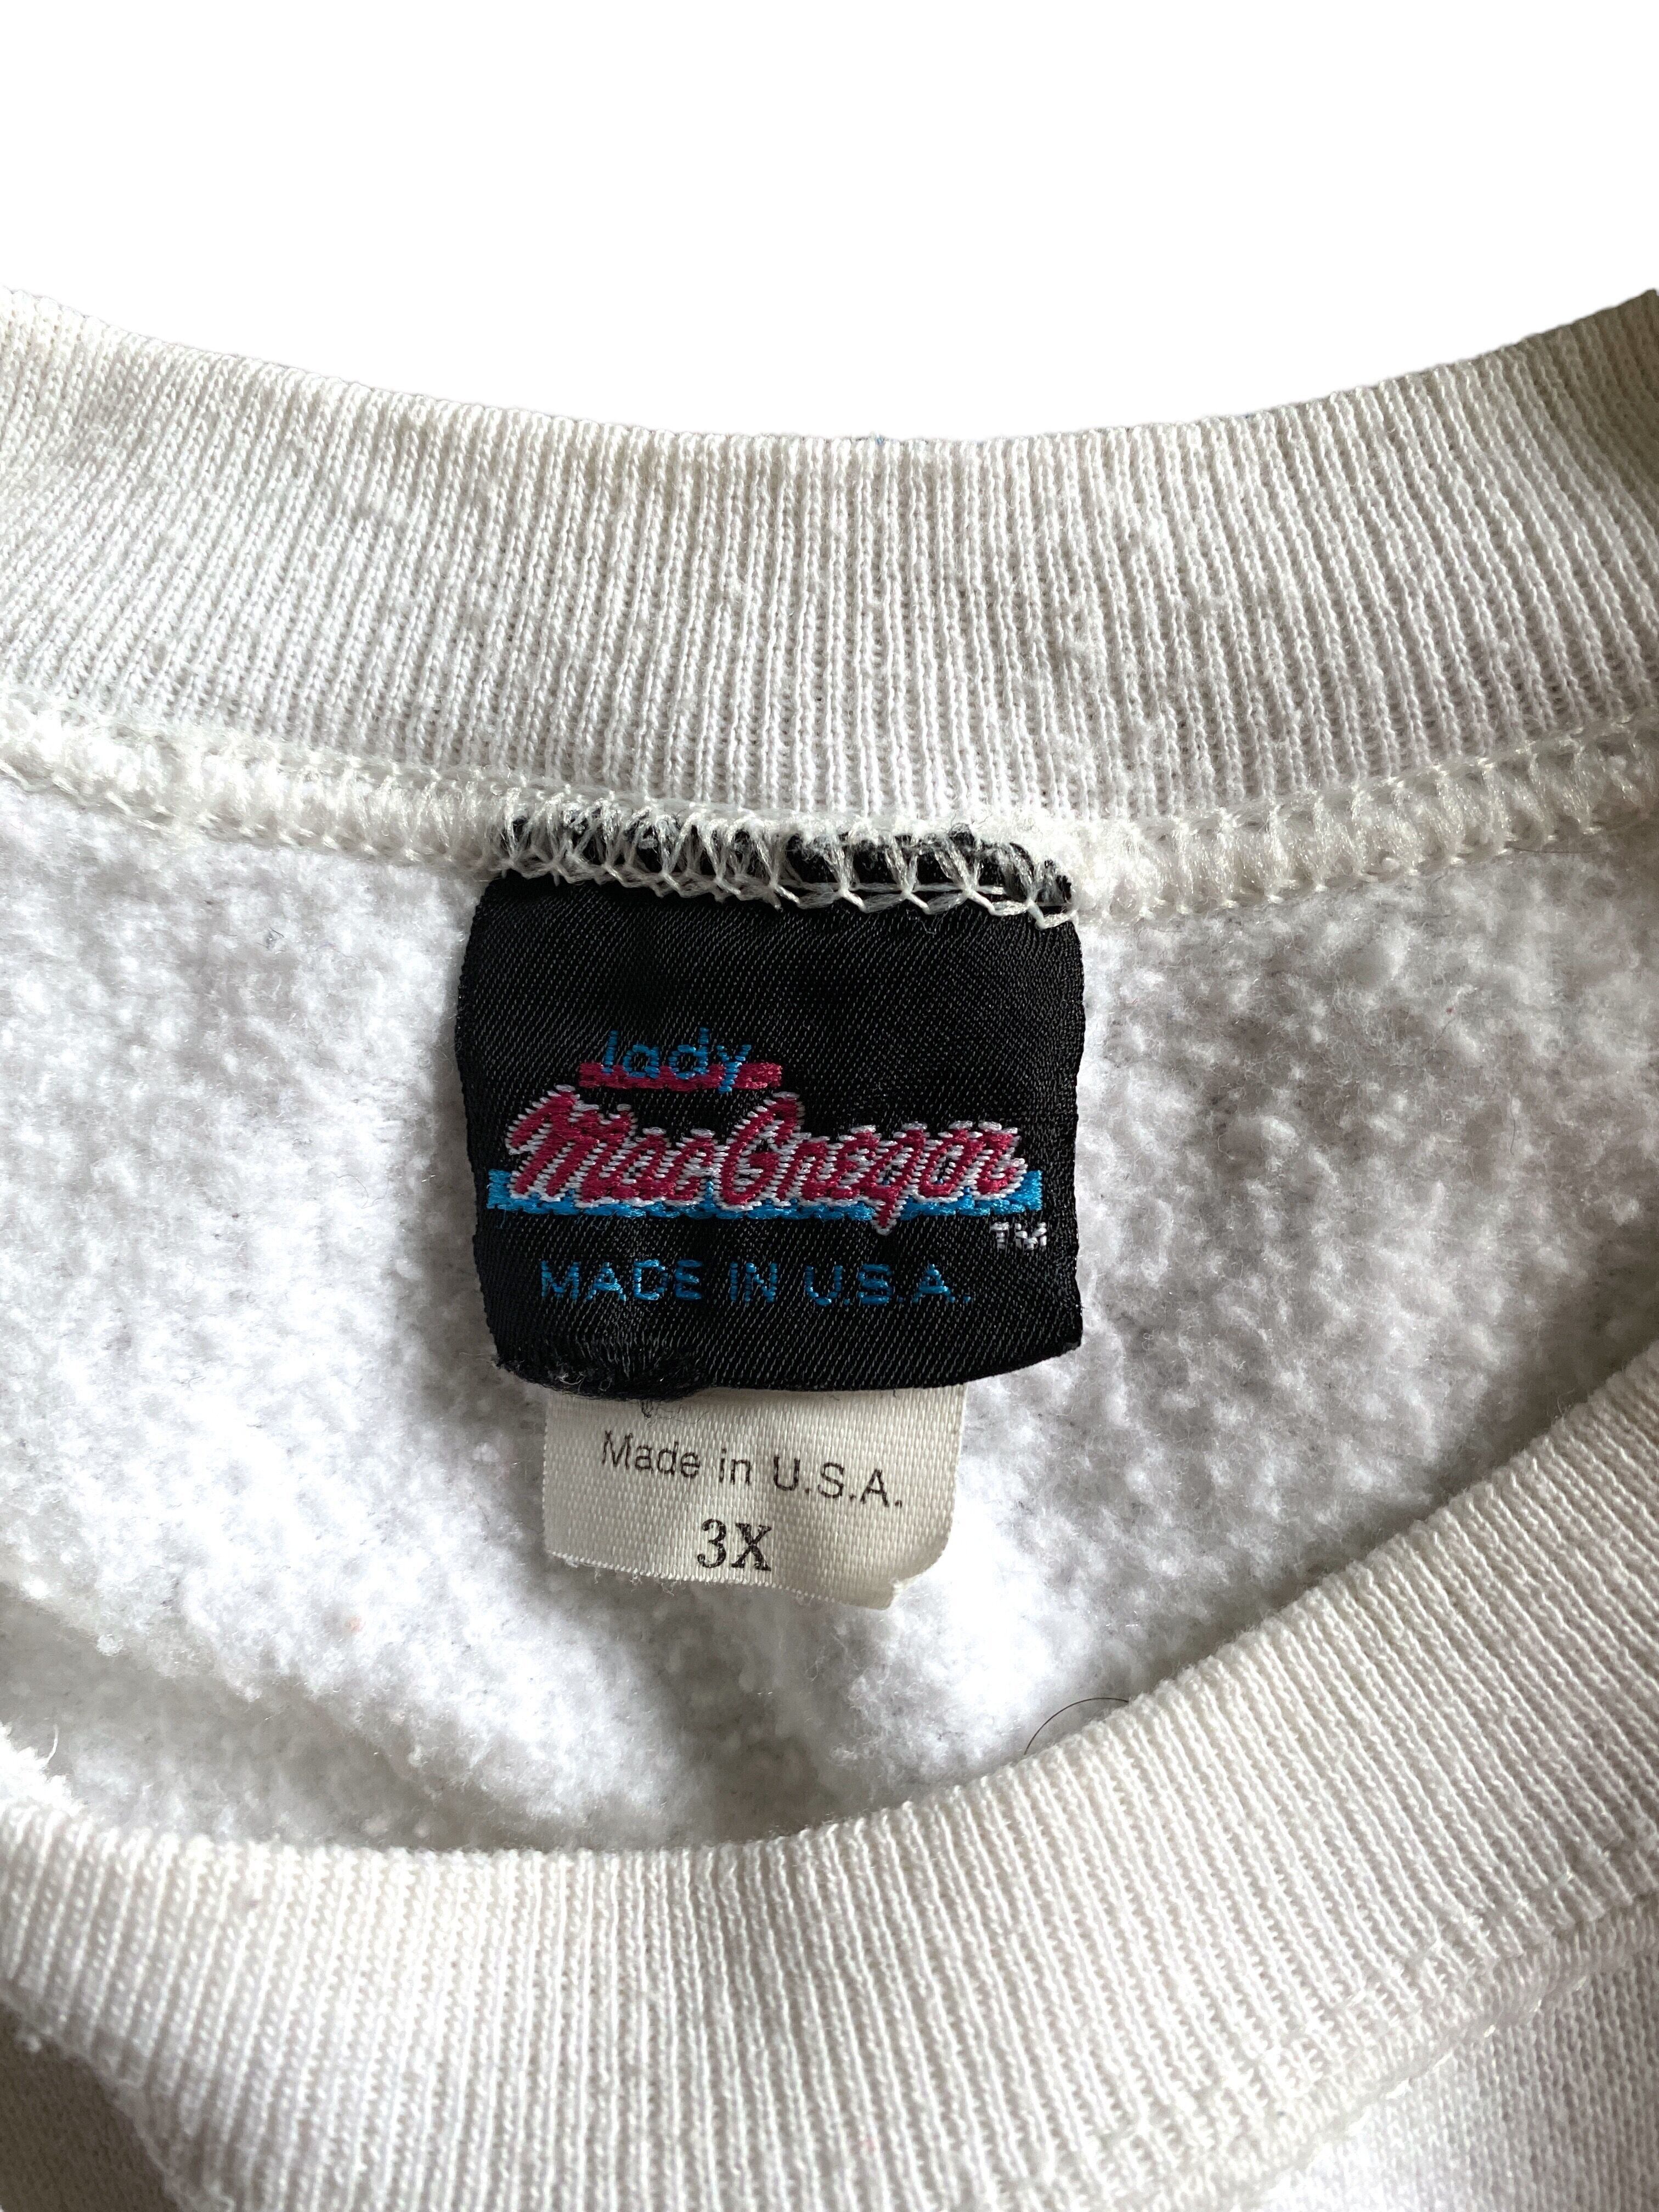 lady
MacGregor
TM
MADE IN U.S.A.
Made in U.S.A.
3X